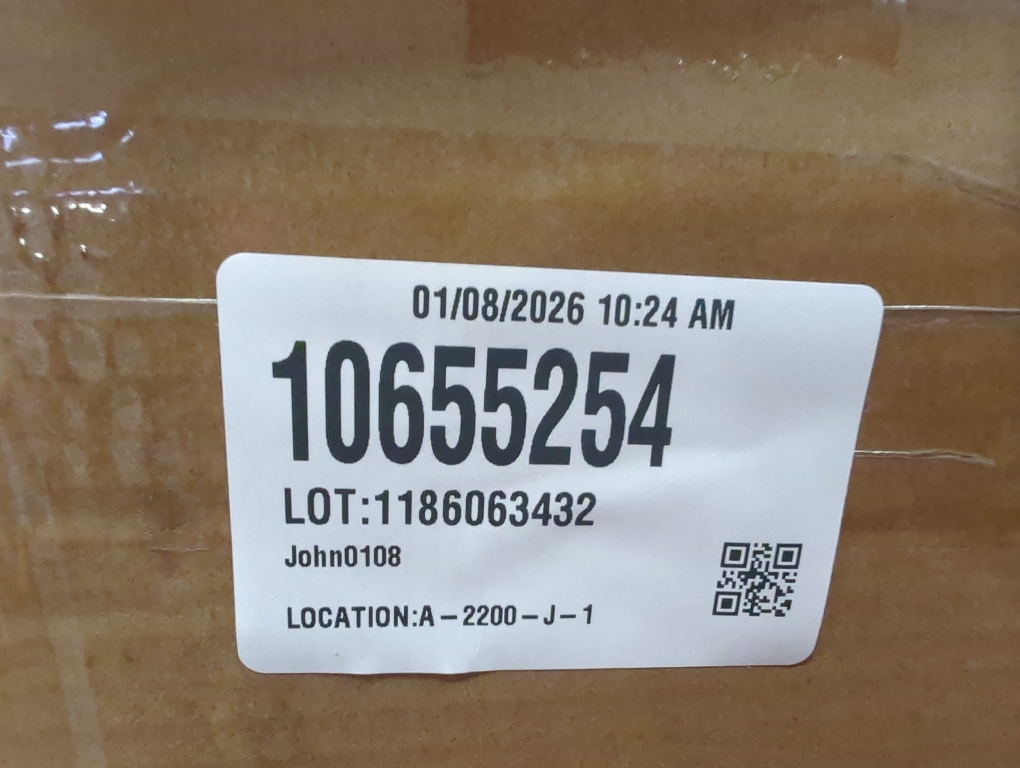 01/08/2026 10:24 AM
10655254
LOT:1186063432
John0108
LOCATION:A-2200-J-1